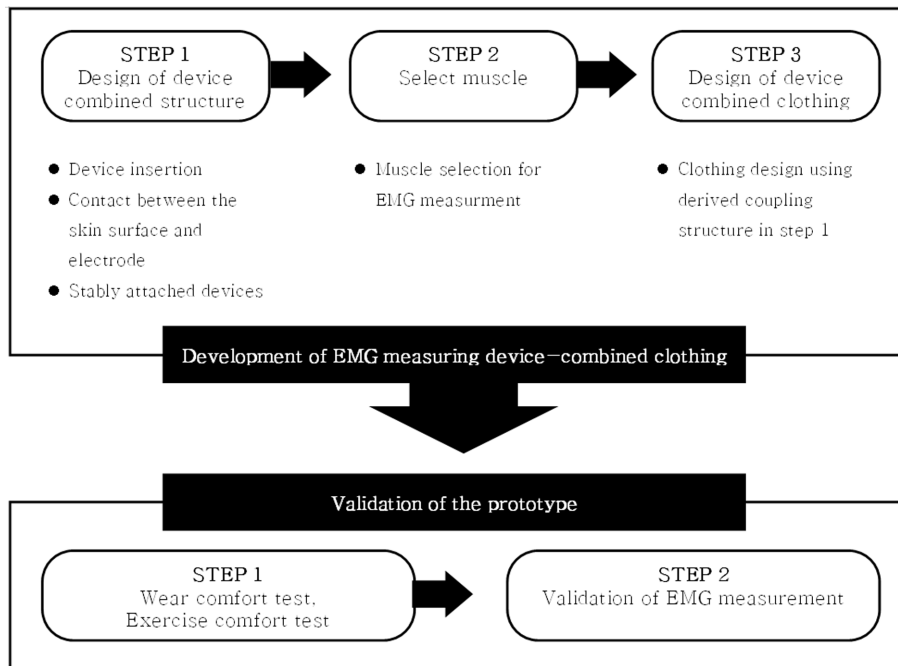 STEP 1
Design of device
combined structure
STEP 2
Select muscle
STEP 3
Design of device
combined clothing
● Device insertion
● Contact between the
skin surface and
electrode
● Stably attached devices
● Muscle selection for
EMG measurment
● Clothing design using
derived coupling
structure in step 1
Development of EMG measuring device-combined clothing
Validation of the prototype
STEP 1
Wear comfort test,
Exercise comfort test
STEP 2
Validation of EMG measurement